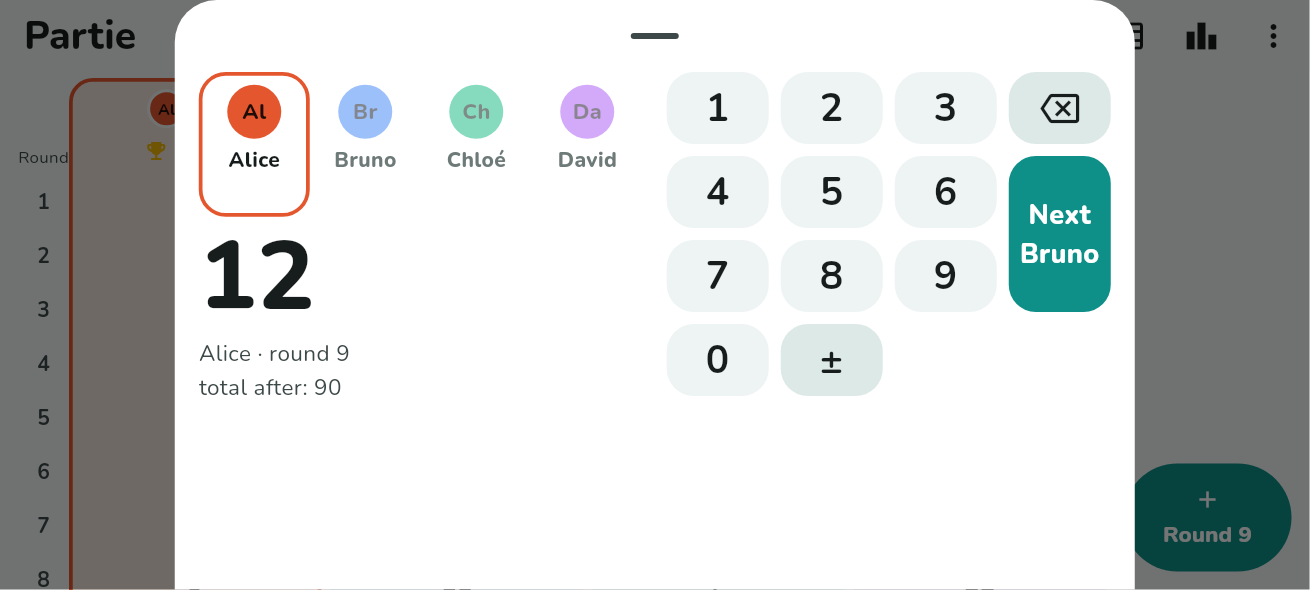 Partie
Al
Round
1
2
3
4
5
6
7
8
Al
Br
Ch
Da
Alice
Bruno
Chloé
David
12
Alice · round 9
total after: 90
1
2
3
4
5
6
Next
Bruno
7
8
9
0
±
+
Round 9